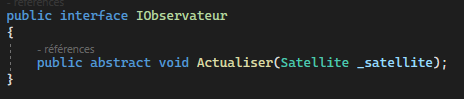 - références
public interface IObservateur
{
- références
public abstract void Actualiser(Satellite _satellite);
}